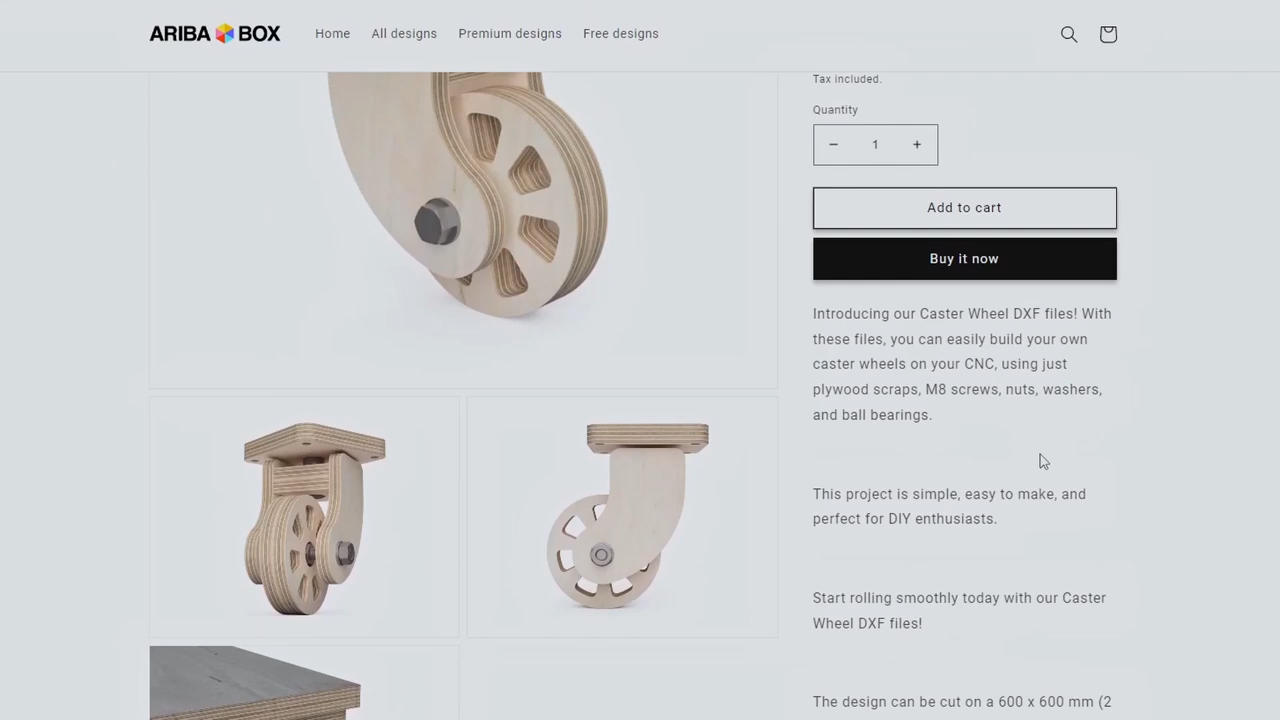 ARIBA BOX
Home
All designs
Premium designs
Free designs
Tax included.
Quantity
1
Add to cart
Buy it now
Introducing our Caster Wheel DXF files! With
these files, you can easily build your own
caster wheels on your CNC, using just
plywood scraps, M8 screws, nuts, washers,
and ball bearings.
This project is simple, easy to make, and
perfect for DIY enthusiasts.
Start rolling smoothly today with our Caster
Wheel DXF files!
The design can be cut on a 600 x 600 mm (2